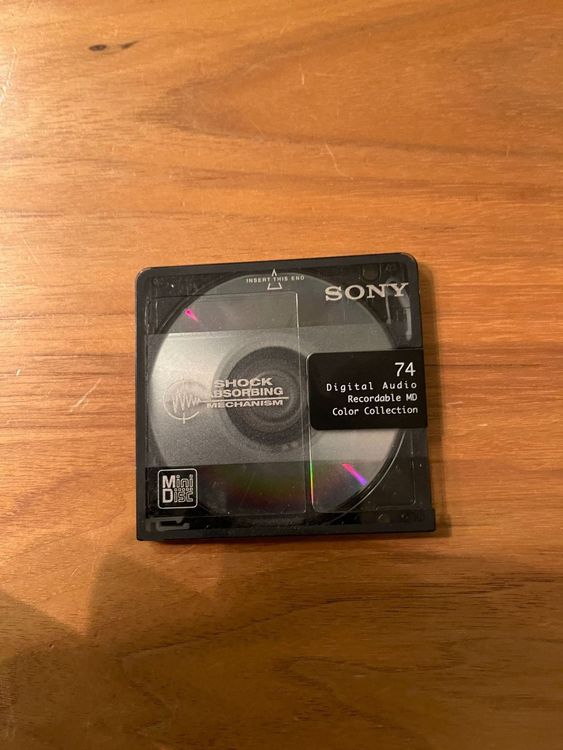 INSERT THIS END
SONY
74
Digital Audio
Recordable MD
Color Collection
SHOCK
ABSORBING
MECHANISM
Mini
Disc